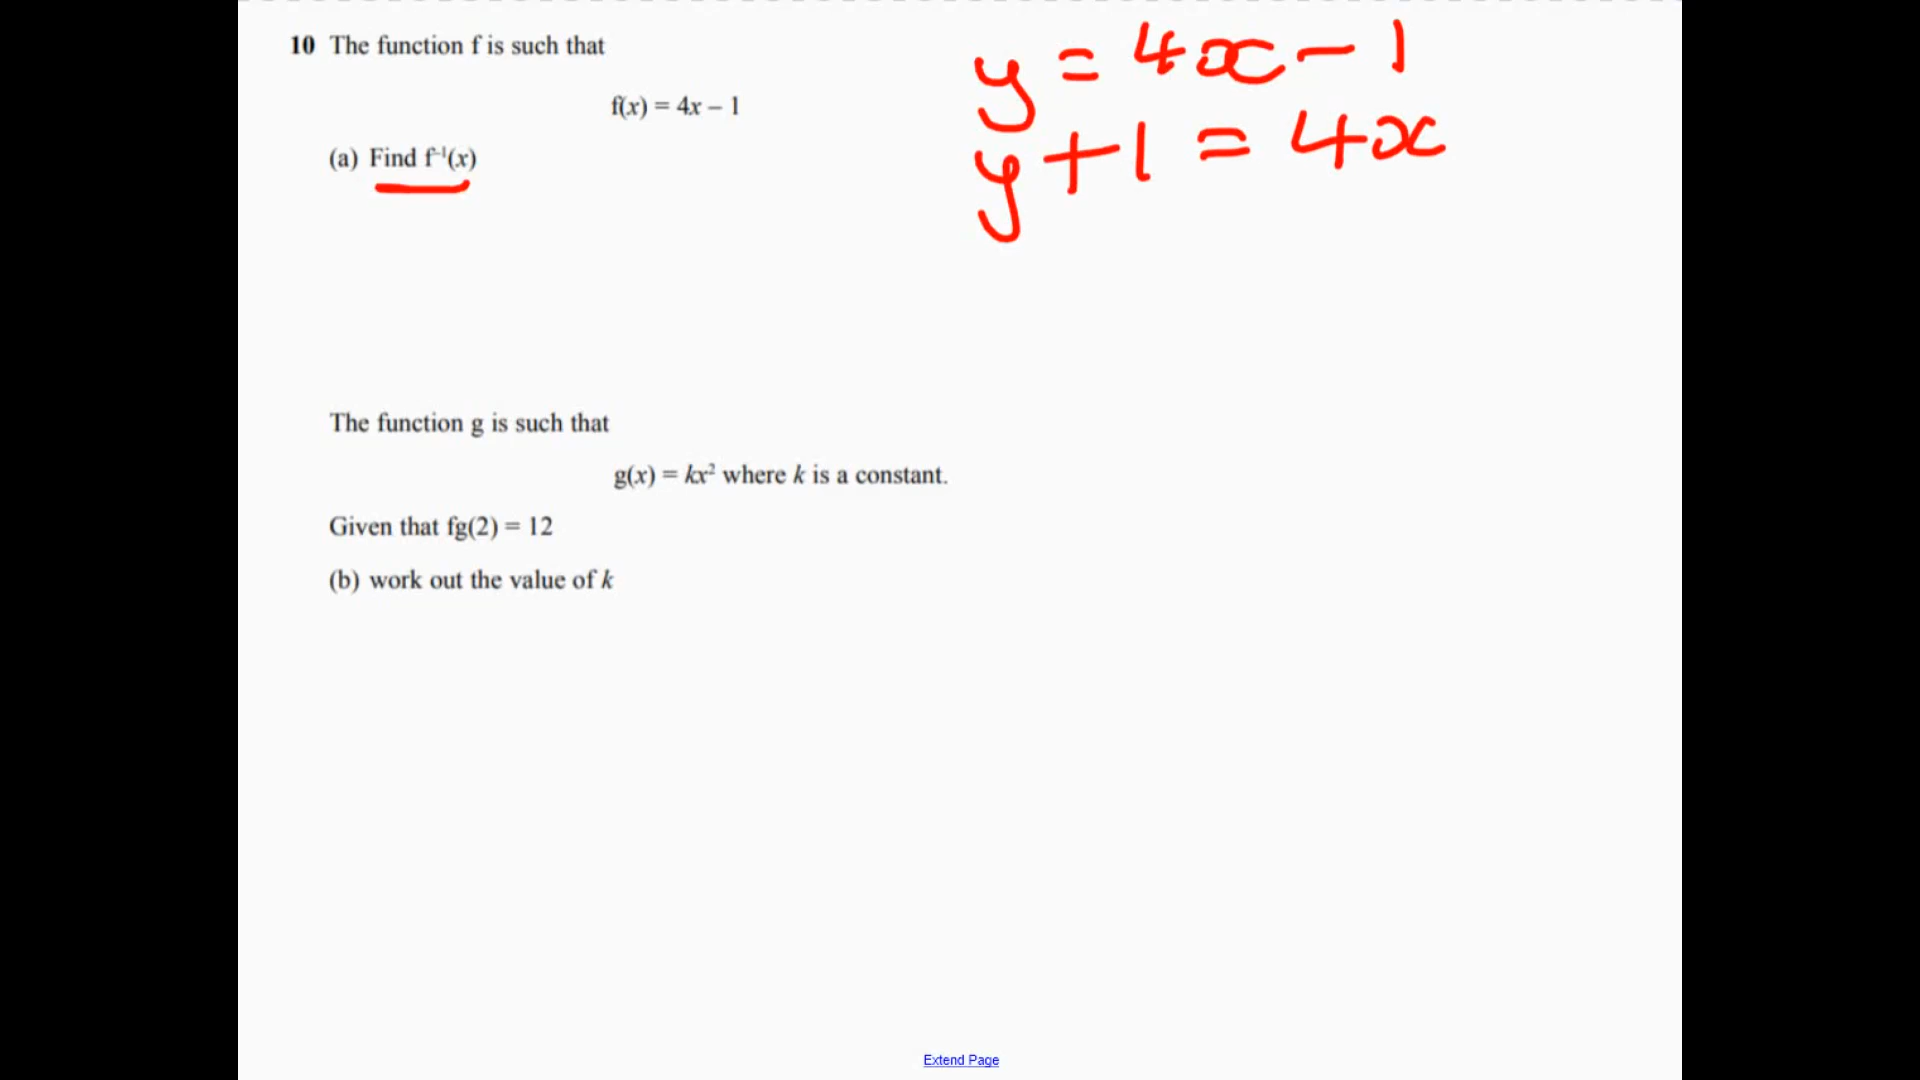 10 The function f is such that
f(x) = 4x – 1
(a) Find f⁻¹(x)
y = 4x - 1
y + 1 = 4x
The function g is such that
g(x) = kx² where k is a constant.
Given that fg(2) = 12
(b) work out the value of k
Extend Page